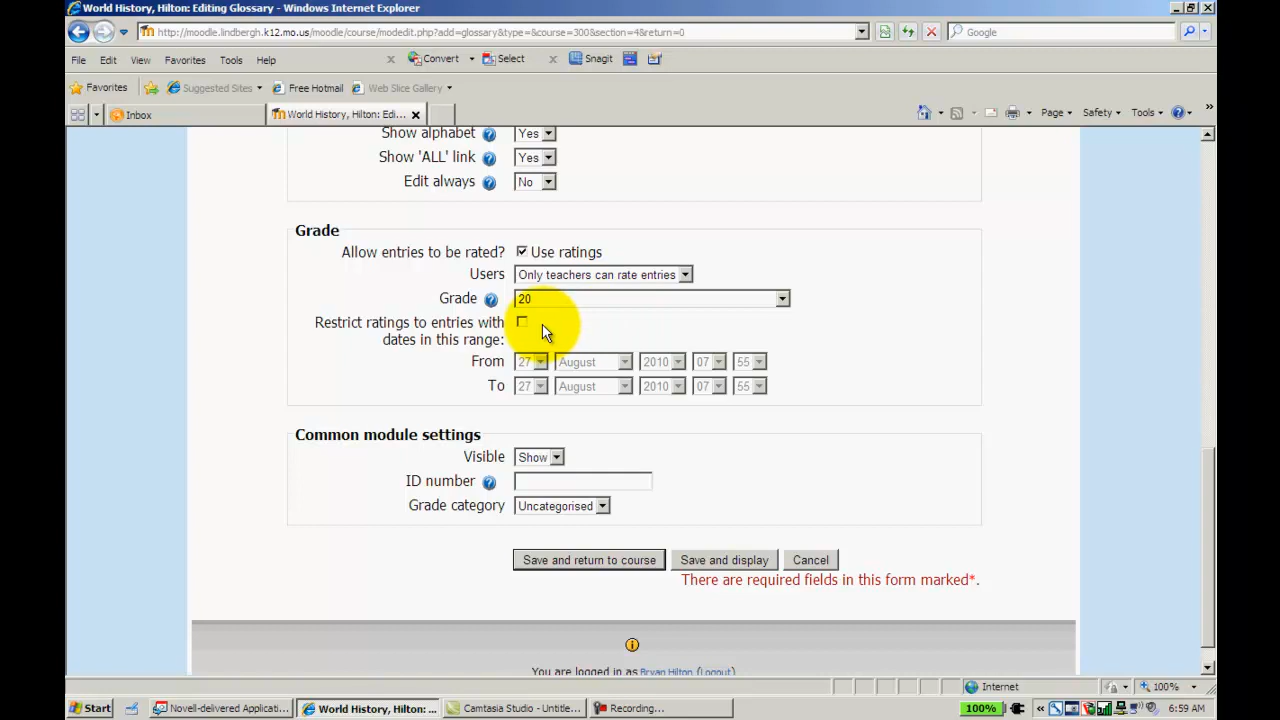 World History, Hilton: Editing Glossary - Windows Internet Explorer
http://moodle.lindbergh.k12.mo.us/moodle/course/modedit.php?add=glossary&type=&course=300&section=4&return=0
Google
File Edit View Favorites Tools Help
Convert Select Snagit
Favorites Suggested Sites Free Hotmail Web Slice Gallery
Inbox World History, Hilton: Edi... Page Safety Tools
Show alphabet Yes
Show 'ALL' link Yes
Edit always No
Grade
Allow entries to be rated? Use ratings
Users Only teachers can rate entries
Grade 20
Restrict ratings to entries with
dates in this range:
From 27 August 2010 07 55
To 27 August 2010 07 55
Common module settings
Visible Show
ID number
Grade category Uncategorised
Save and return to course Save and display Cancel
There are required fields in this form marked*.
You are logged in as Bryan Hilton (Logout)
Internet 100%
Start Novell-delivered Applicati... World History, Hilton: ... Camtasia Studio - Untitle... Recording... 100% 6:59 AM